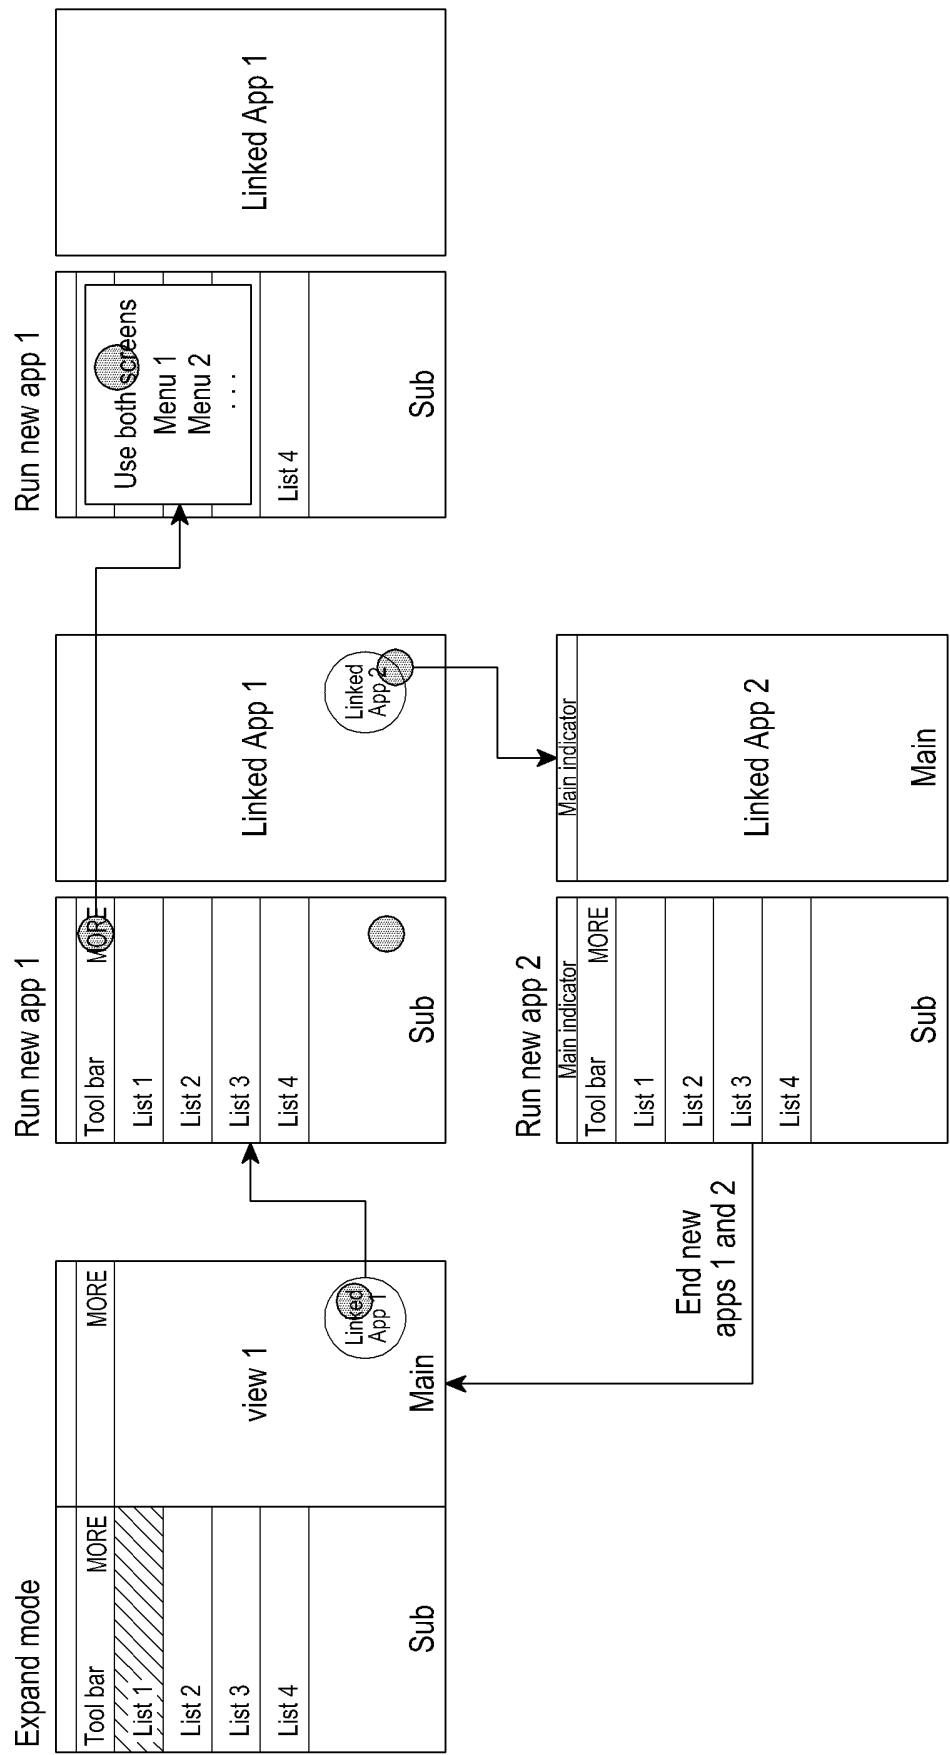 Expand mode
Tool bar MORE
List 1
List 2
List 3
List 4
Sub
MORE
view 1
Linked
App 1
Main
Run new app 1
Tool bar MORE
List 1
List 2
List 3
List 4
Sub
Linked App 1
Linked
App 2
Run new app 1
Use both screens
Menu 1
Menu 2
. . .
List 4
Sub
Linked App 1
End new
apps 1 and 2
Run new app 2
Main indicator
Tool bar MORE
List 1
List 2
List 3
List 4
Sub
Main indicator
Linked App 2
Main